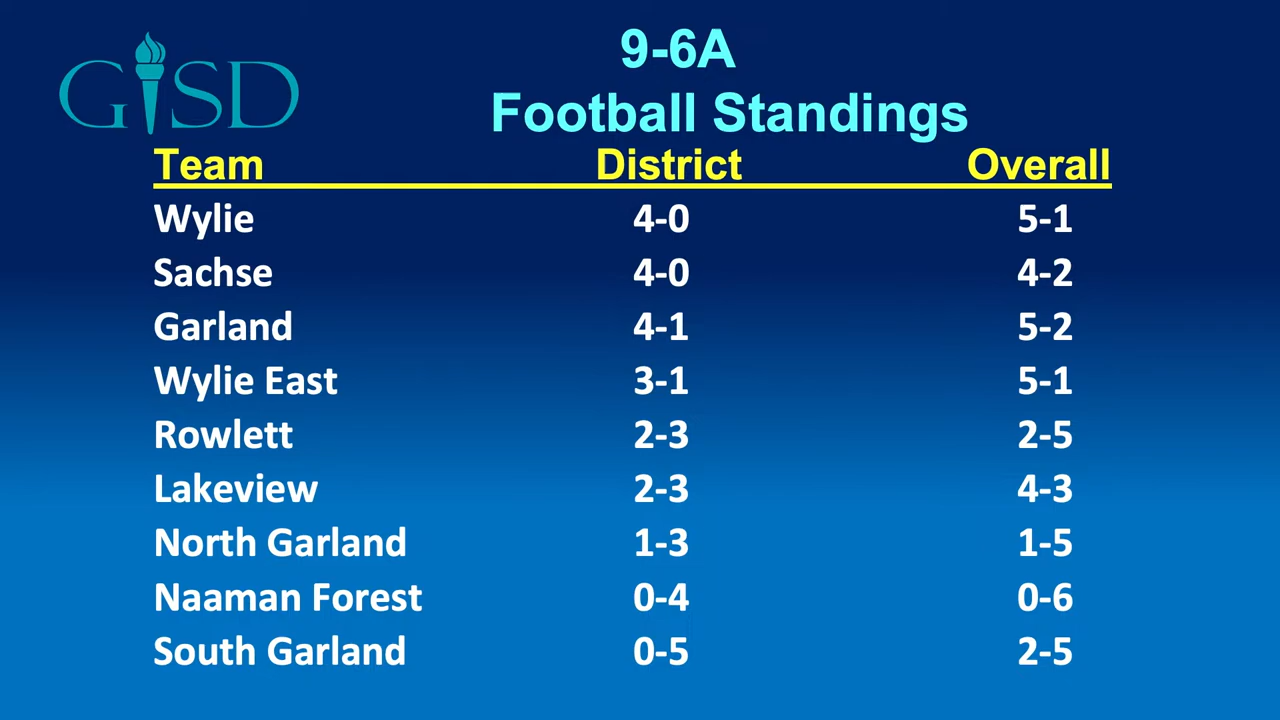 GISD
9-6A
Football Standings
Team District Overall
Wylie 4-0 5-1
Sachse 4-0 4-2
Garland 4-1 5-2
Wylie East 3-1 5-1
Rowlett 2-3 2-5
Lakeview 2-3 4-3
North Garland 1-3 1-5
Naaman Forest 0-4 0-6
South Garland 0-5 2-5